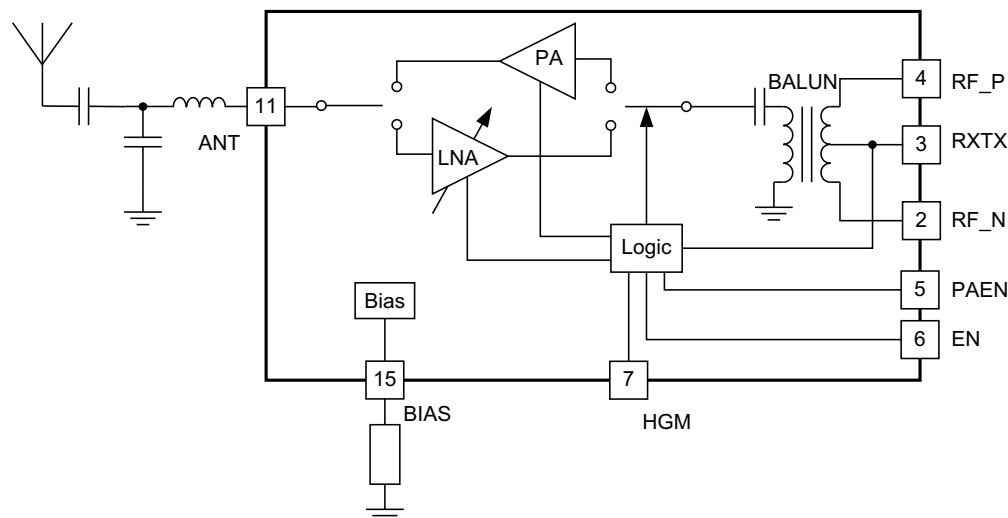 PA
BALUN
4 RF_P
11
ANT
LNA
3 RXTX
2 RF_N
Logic
Bias
5 PAEN
6 EN
15
BIAS
7
HGM